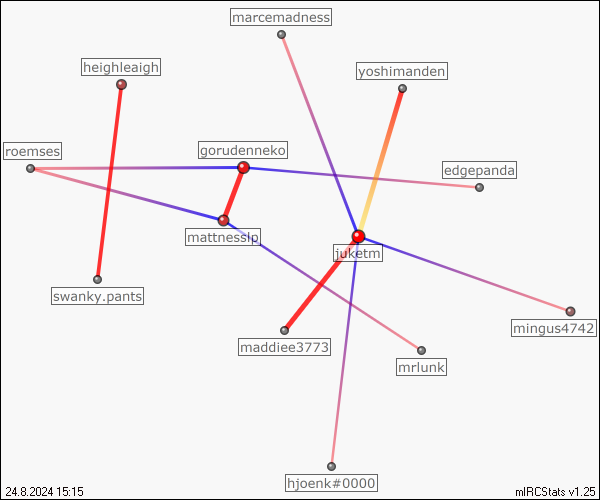 marcemadness
heighleaigh
yoshimanden
roemses
gorudenneko
edgepanda
mattnesslp
juketm
swanky.pants
mingus4742
maddiee3773
mrlunk
hjoenk#0000
24.8.2024 15:15
mIRCStats v1.25